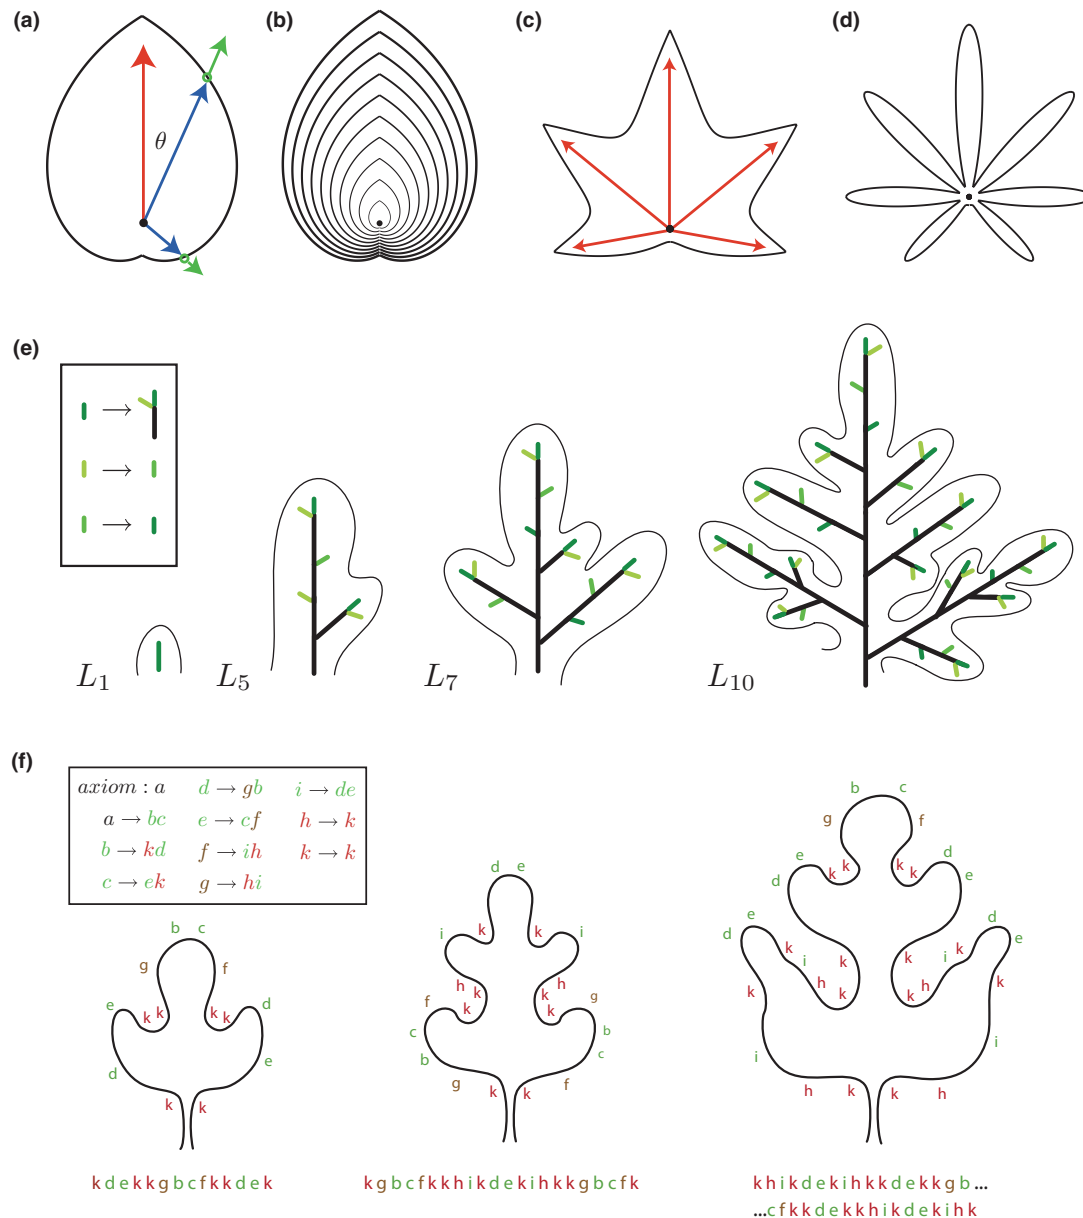 (a)
(b)
(c)
(d)
θ
(e)
L1
L5
L7
L10
(f)
axiom : a
d → gb
i → de
a → bc
e → cf
h → k
b → kd
f → ih
k → k
c → ek
g → hi
b c
g f
e k k k k d
d e
k k
d e
i k k i
h k k h
f k k g
c b
b c
g k k f
b c
g f
e k k k k d
d e
e d
d k k e
i k k i
k h k k h k
i i
h k k h
k d e k k g b c f k k d e k
k g b c f k k h i k d e k i h k k g b c f k
k h i k d e k i h k k d e k k g b ...
...c f k k d e k k h i k d e k i h k